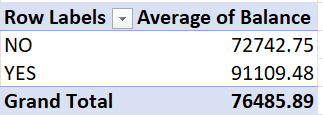 Row Labels Average of Balance
NO 72742.75
YES 91109.48
Grand Total 76485.89